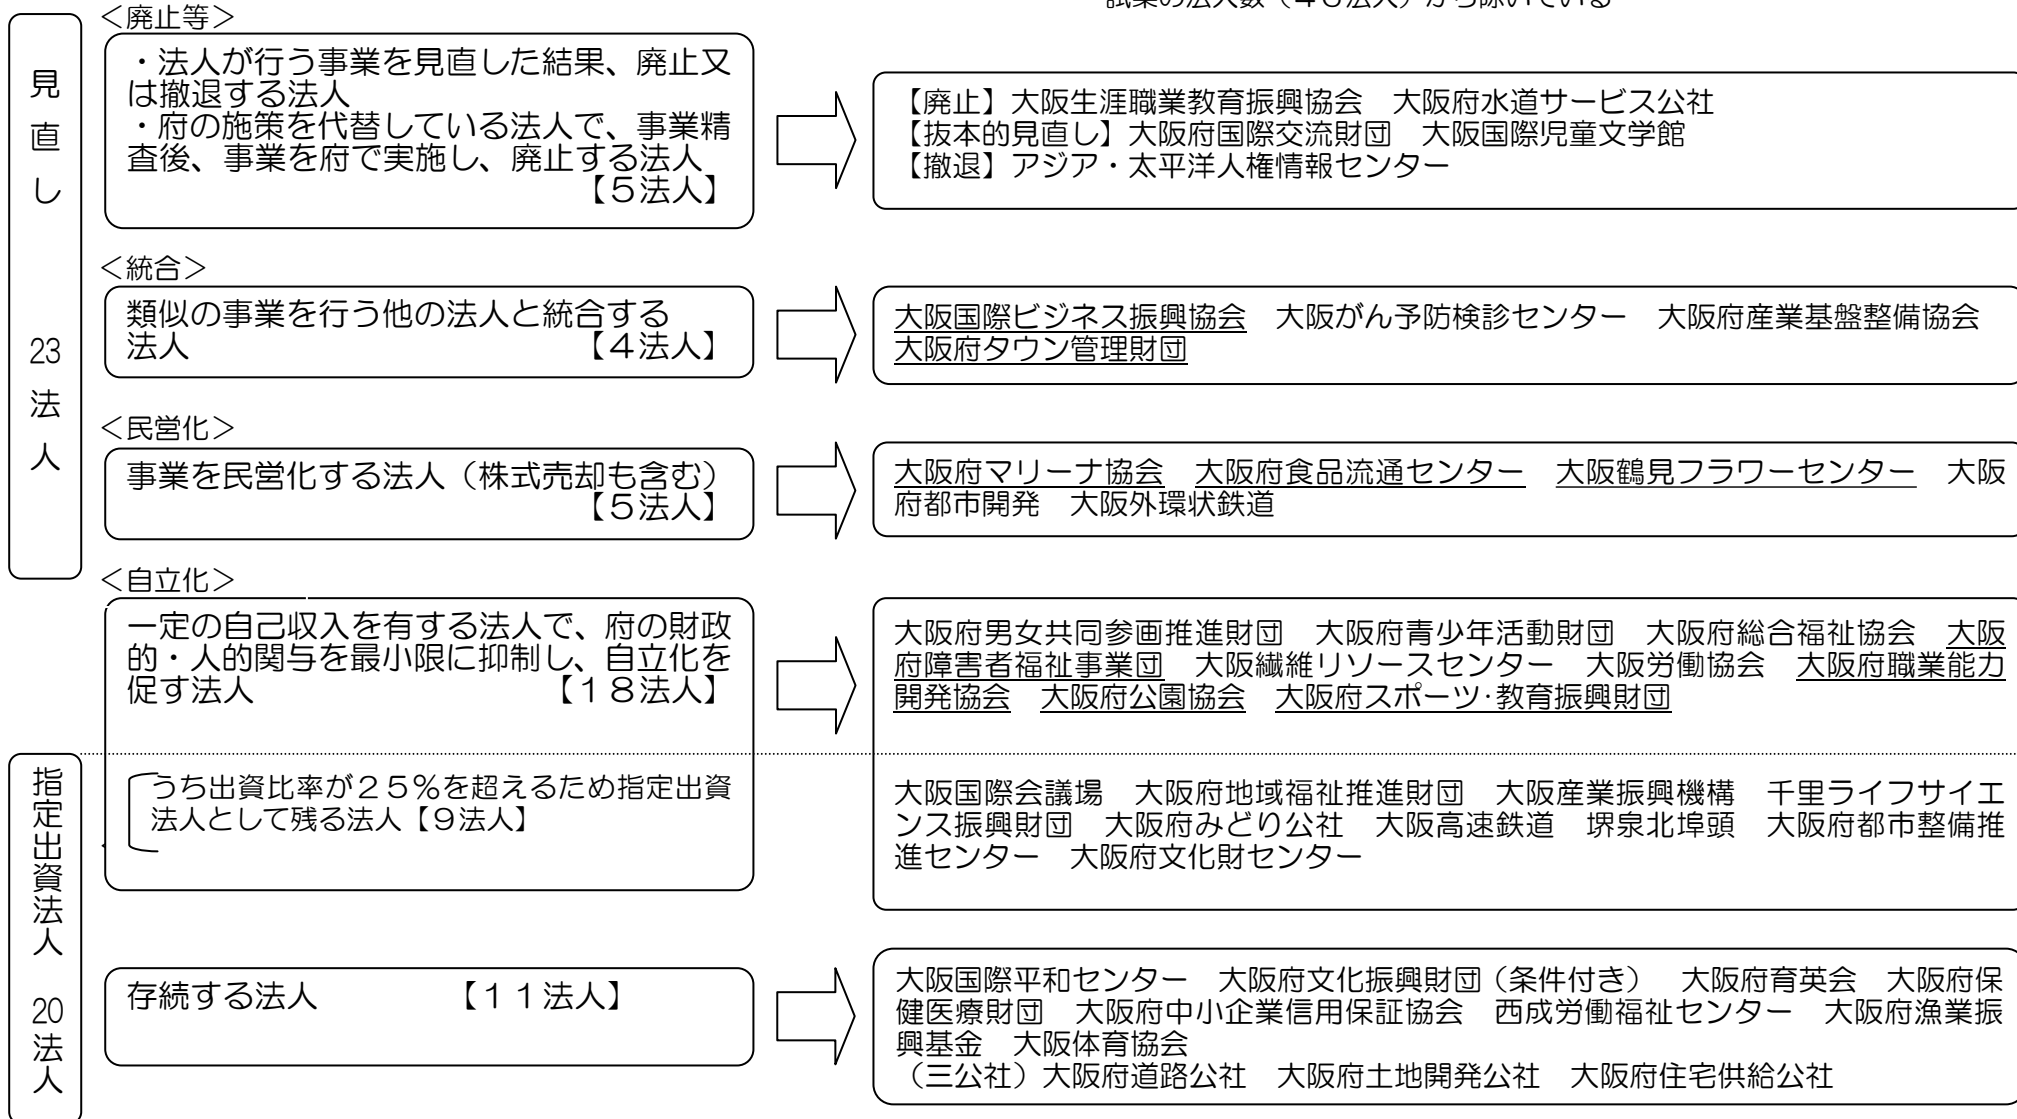 ＜廃止等＞
見直し　23法人
・法人が行う事業を見直した結果、廃止又
は撤退する法人
・府の施策を代替している法人で、事業精
査後、事業を府で実施し、廃止する法人
【５法人】
【廃止】大阪生涯職業教育振興協会　大阪府水道サービス公社
【抜本的見直し】大阪府国際交流財団　大阪国際児童文学館
【撤退】アジア・太平洋人権情報センター
＜統合＞
類似の事業を行う他の法人と統合する
法人　【４法人】
大阪国際ビジネス振興協会　大阪がん予防検診センター　大阪府産業基盤整備協会
大阪府タウン管理財団
＜民営化＞
事業を民営化する法人（株式売却も含む）
【５法人】
大阪府マリーナ協会　大阪府食品流通センター　大阪鶴見フラワーセンター　大阪
府都市開発　大阪外環状鉄道
＜自立化＞
一定の自己収入を有する法人で、府の財政
的・人的関与を最小限に抑制し、自立化を
促す法人　【１８法人】
大阪府男女共同参画推進財団　大阪府青少年活動財団　大阪府総合福祉協会　大阪
府障害者福祉事業団　大阪繊維リソースセンター　大阪労働協会　大阪府職業能力
開発協会　大阪府公園協会　大阪府スポーツ･教育振興財団
指定出資法人　20法人
うち出資比率が２５％を超えるため指定出資
法人として残る法人【９法人】
大阪国際会議場　大阪府地域福祉推進財団　大阪産業振興機構　千里ライフサイエ
ンス振興財団　大阪府みどり公社　大阪高速鉄道　堺泉北埠頭　大阪府都市整備推
進センター　大阪府文化財センター
存続する法人　【１１法人】
大阪国際平和センター　大阪府文化振興財団（条件付き）　大阪府育英会　大阪府保
健医療財団　大阪府中小企業信用保証協会　西成労働福祉センター　大阪府漁業振
興基金　大阪体育協会
（三公社）大阪府道路公社　大阪府土地開発公社　大阪府住宅供給公社